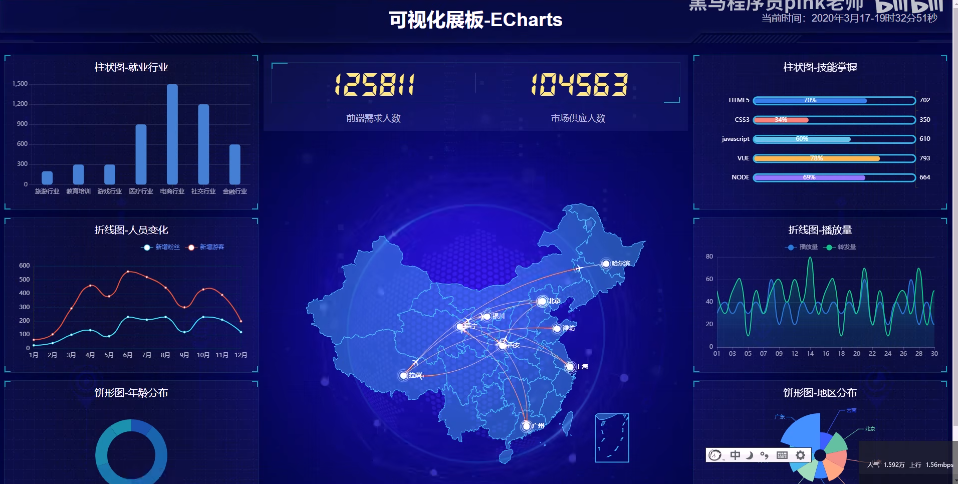 可视化展板-ECharts
黑马程序员pink老师 bilibili
当前时间：2020年3月17-19时32分51秒
柱状图-就业行业
1,500
1,200
900
600
300
0
旅游行业 教育培训 游戏行业 医疗行业 电商行业 社交行业 金融行业
125811 104563
前端需求人数 市场供应人数
柱状图-技能掌握
HTML5 70% 702
CSS3 34% 350
javascript 60% 610
VUE 78% 793
NODE 69% 664
折线图-人员变化
新增粉丝 新增游客
600
500
400
300
200
100
0
1月 2月 3月 4月 5月 6月 7月 8月 9月 10月 11月 12月
哈尔滨
北京
银川
西宁
潍坊
西安
拉萨
上海
广州
折线图-播放量
播放量 转发量
80
60
40
20
0
01 03 05 07 09 11 14 16 18 20 22 24 26 28 30
饼形图-年龄分布
饼形图-地区分布
北京
中
人气 1.592万 上行 1.56mbps